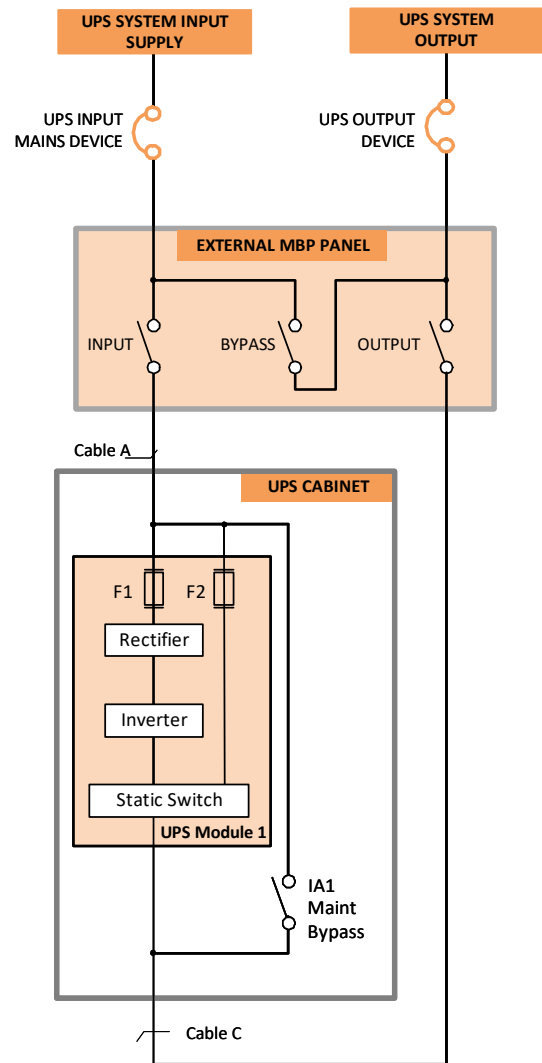 UPS SYSTEM INPUT
SUPPLY
UPS SYSTEM
OUTPUT
UPS INPUT
MAINS DEVICE
UPS OUTPUT
DEVICE
EXTERNAL MBP PANEL
INPUT
BYPASS
OUTPUT
Cable A
UPS CABINET
F1
F2
Rectifier
Inverter
Static Switch
UPS Module 1
IA1
Maint
Bypass
Cable C